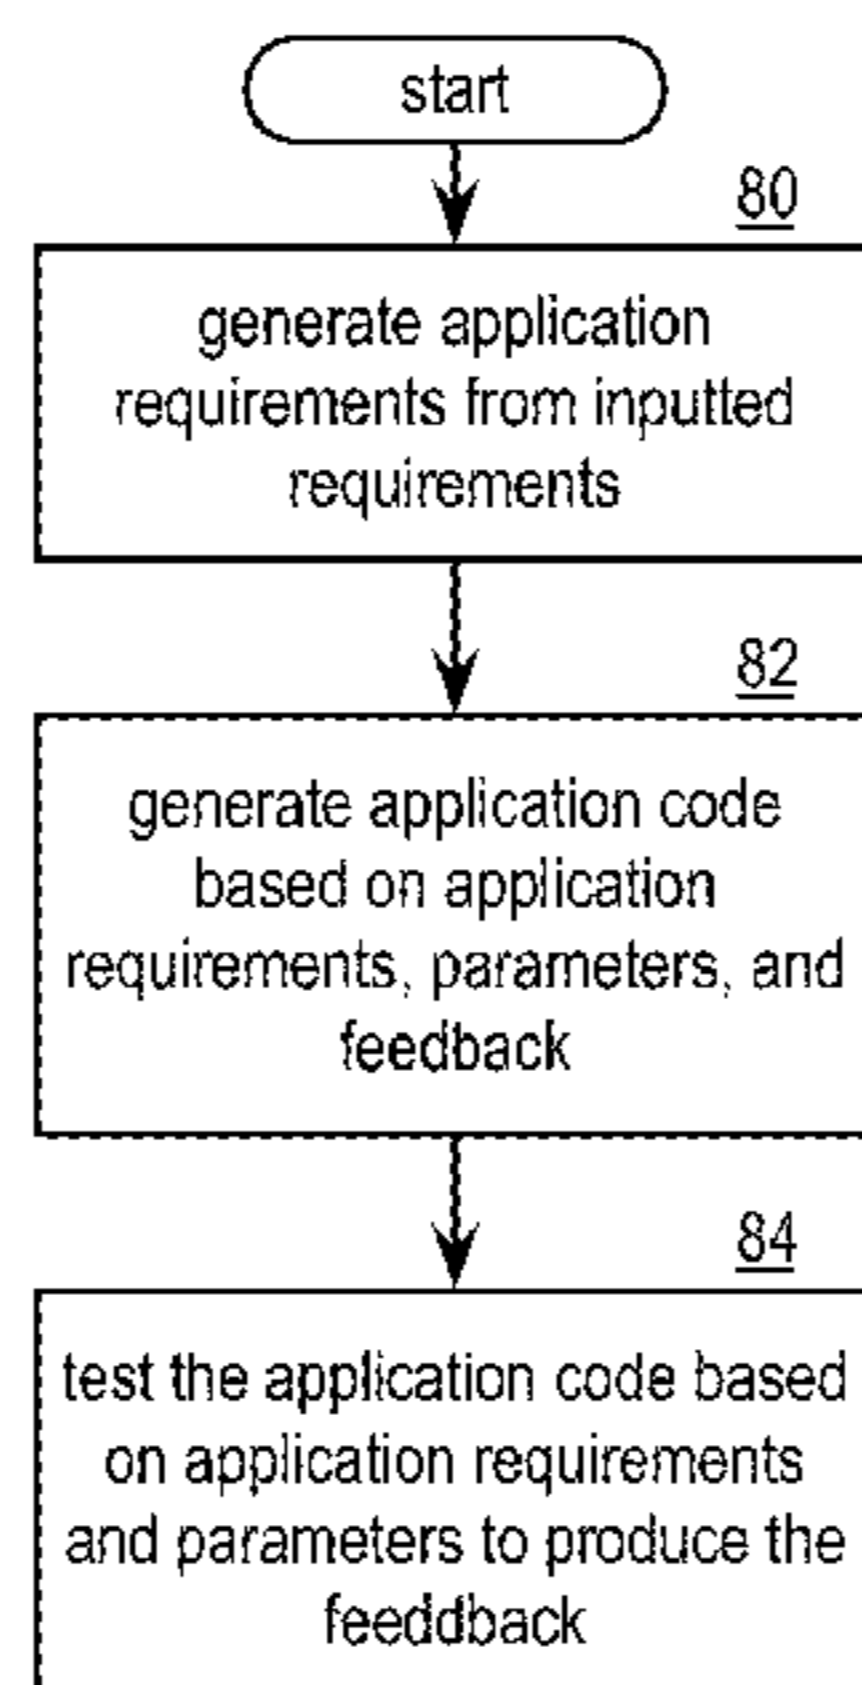 start
80
generate application
requirements from inputted
requirements
82
generate application code
based on application
requirements, parameters, and
feedback
84
test the application code based
on application requirements
and parameters to produce the
feeddback